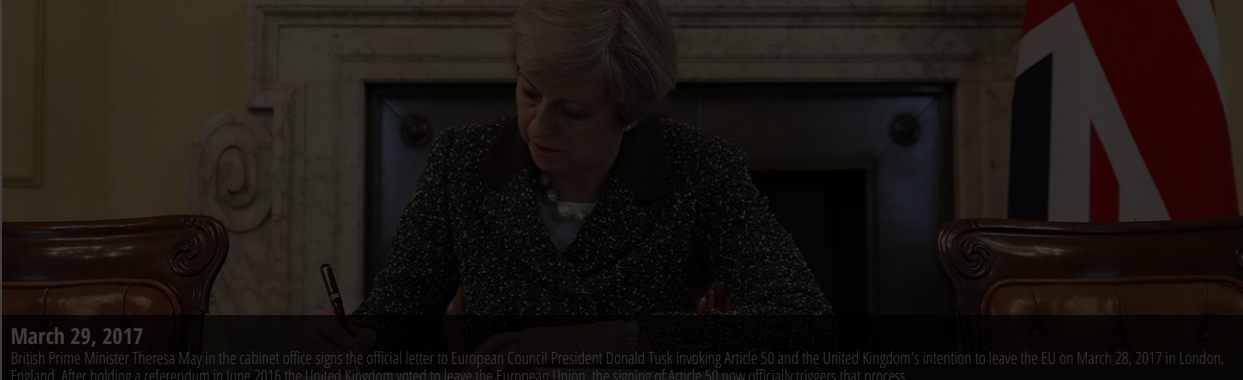 March 29, 2017
British Prime Minister Theresa May in the cabinet office signs the official letter to European Council President Donald Tusk invoking Article 50 and the United Kingdom's intention to leave the EU on March 28, 2017 in London,
England. After holding a referendum in June 2016 the United Kingdom voted to leave the European Union, the signing of Article 50 now officially triggers that process.